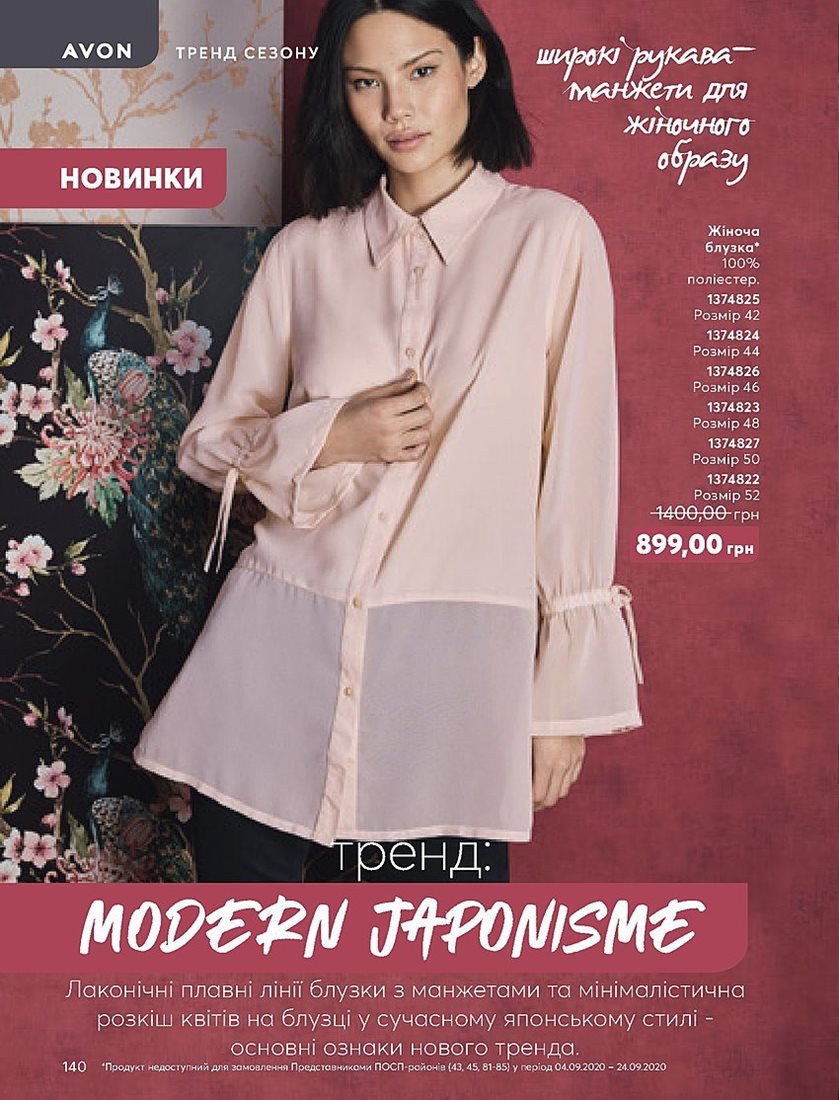 AVON
ТРЕНД СЕЗОНУ
широкі рукава-
манжети для
жіночного
образу
НОВИНКИ
Жіноча
блузка*
100%
поліестер.
1374825
Розмір 42
1374824
Розмір 44
1374826
Розмір 46
1374823
Розмір 48
1374827
Розмір 50
1374822
Розмір 52
1400,00 грн
899,00 грн
тренд:
MODERN JAPONISME
Лаконічні плавні лінії блузки з манжетами та мінімалістична
розкіш квітів на блузці у сучасному японському стилі -
основні ознаки нового тренда.
140
*Продукт недоступний для замовлення Представниками ПОСП-районів (43, 45, 81-85) у період 04.09.2020 – 24.09.2020